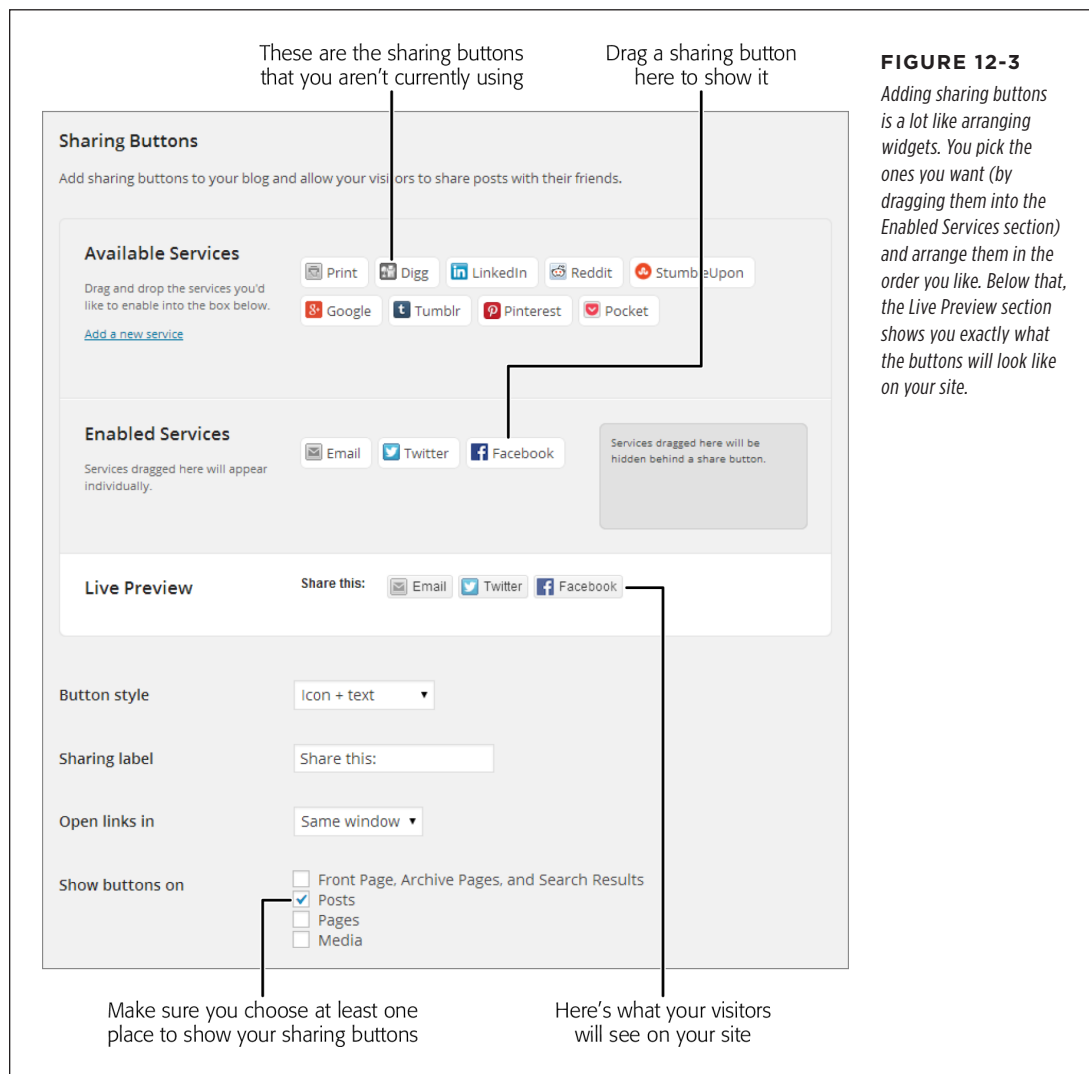 These are the sharing buttons
that you aren't currently using
Drag a sharing button
here to show it
FIGURE 12-3
Adding sharing buttons
is a lot like arranging
widgets. You pick the
ones you want (by
dragging them into the
Enabled Services section)
and arrange them in the
order you like. Below that,
the Live Preview section
shows you exactly what
the buttons will look like
on your site.
Sharing Buttons
Add sharing buttons to your blog and allow your visitors to share posts with their friends.
Available Services
Drag and drop the services you'd
like to enable into the box below.
Add a new service
Print Digg LinkedIn Reddit StumbleUpon
Google Tumblr Pinterest Pocket
Enabled Services
Services dragged here will appear
individually.
Email Twitter Facebook
Services dragged here will be
hidden behind a share button.
Live Preview
Share this: Email Twitter Facebook
Button style Icon + text
Sharing label Share this:
Open links in Same window
Show buttons on
Front Page, Archive Pages, and Search Results
Posts
Pages
Media
Make sure you choose at least one
place to show your sharing buttons
Here's what your visitors
will see on your site